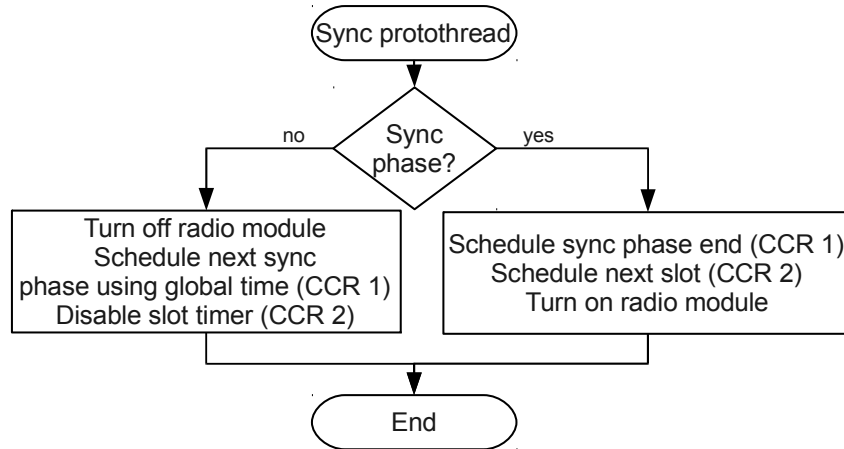 Sync protothread
Sync
phase?
no
yes
Turn off radio module
Schedule next sync
phase using global time (CCR 1)
Disable slot timer (CCR 2)
Schedule sync phase end (CCR 1)
Schedule next slot (CCR 2)
Turn on radio module
End